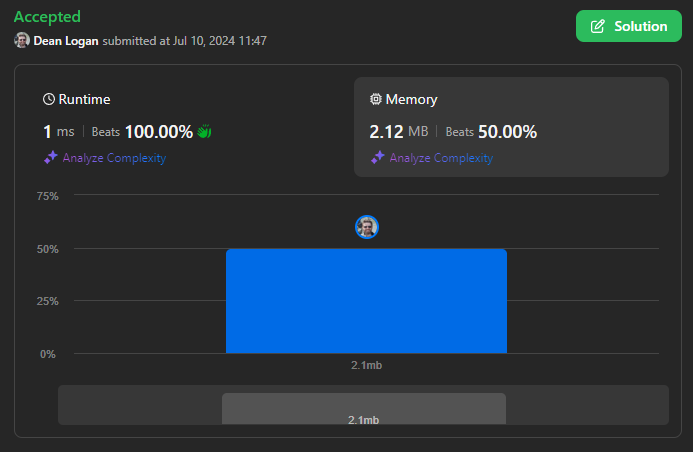 Accepted
Dean Logan submitted at Jul 10, 2024 11:47
Solution
Runtime
1 ms | Beats 100.00%
Analyze Complexity
Memory
2.12 MB | Beats 50.00%
Analyze Complexity
75%
50%
25%
0%
2.1mb
2.1mb